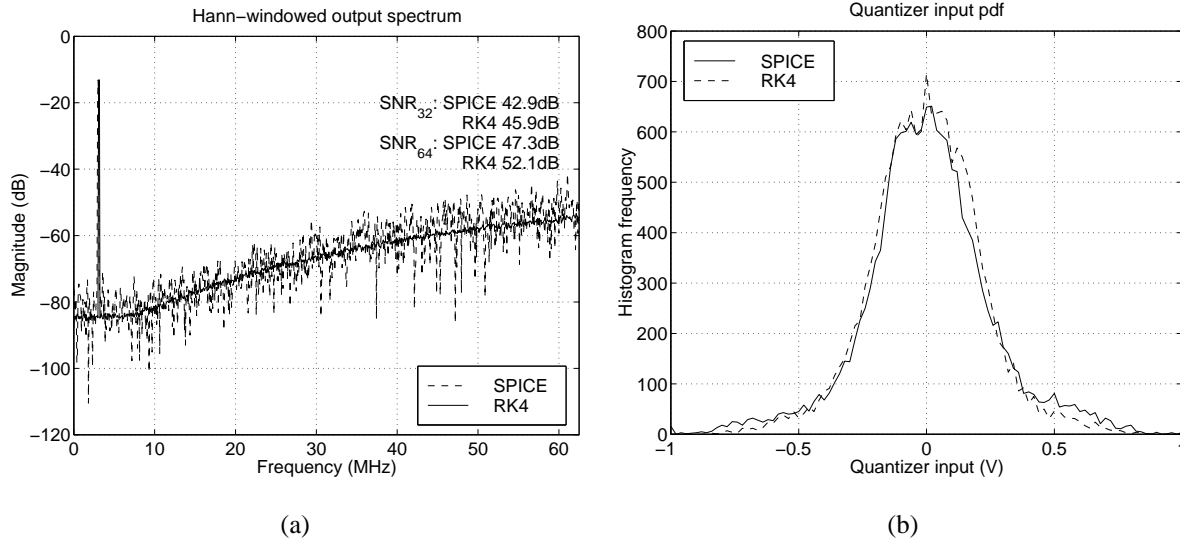 Hann−windowed output spectrum
0
−20
−40
−60
−80
−100
−120
Magnitude (dB)
SNR32: SPICE 42.9dB
RK4 45.9dB
SNR64: SPICE 47.3dB
RK4 52.1dB
SPICE
RK4
0
10
20
30
40
50
60
Frequency (MHz)
(a)
Quantizer input pdf
800
700
600
500
400
300
200
100
0
Histogram frequency
SPICE
RK4
−1
−0.5
0
0.5
1
Quantizer input (V)
(b)